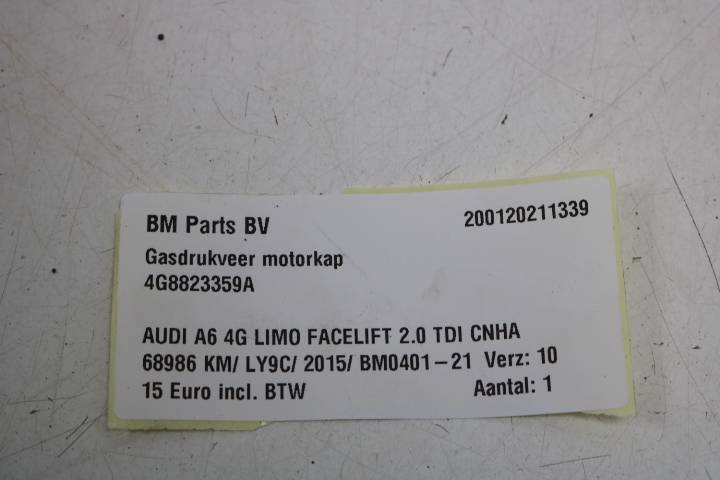 BM Parts BV 200120211339
Gasdrukveer motorkap
4G8823359A
AUDI A6 4G LIMO FACELIFT 2.0 TDI CNHA
68986 KM/ LY9C/ 2015/ BM0401-21 Verz: 10
15 Euro incl. BTW Aantal: 1